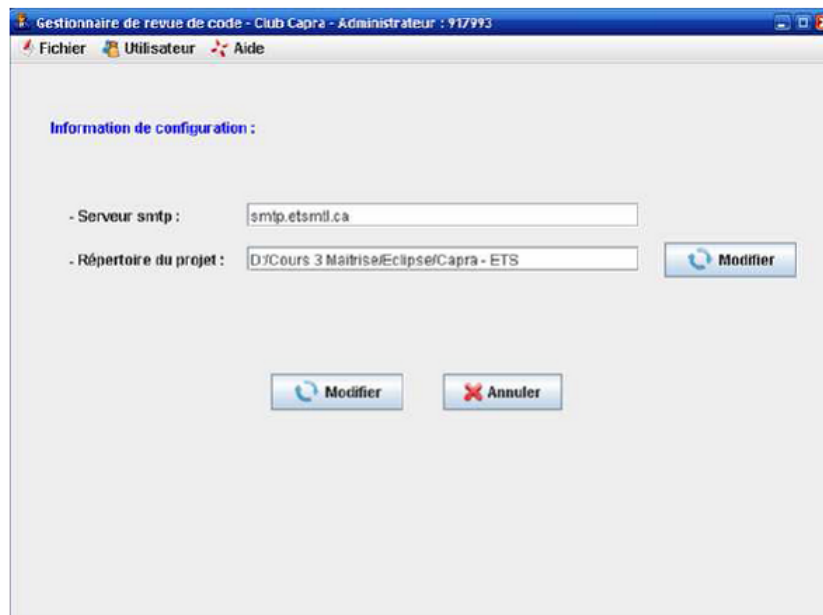 Gestionnaire de revue de code - Club Capra - Administrateur : 917993
Fichier Utilisateur Aide
Information de configuration :
- Serveur smtp : smtp.etsmtl.ca
- Répertoire du projet : D:/Cours 3 Maitrise/Eclipse/Capra - ETS Modifier
Modifier Annuler